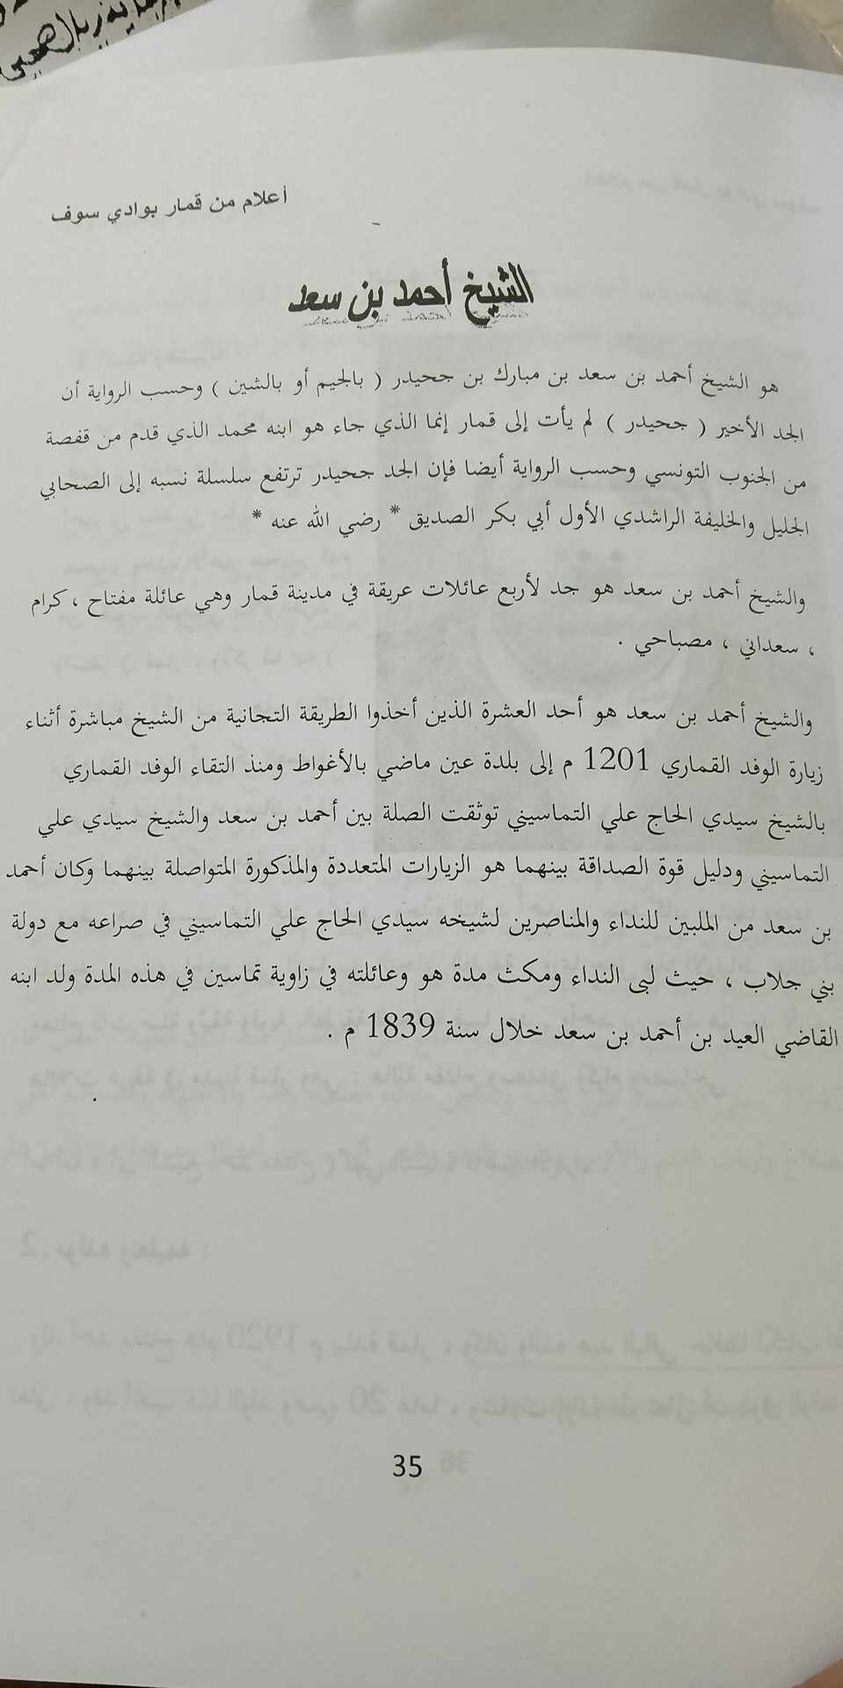 أعلام من قمار بوادي سوف
الشيخ أحمد بن سعد
هو الشيخ أحمد بن سعد بن مبارك بن جحيدر ( بالجيم أو بالشين ) وحسب الرواية أن
الجد الأخير ( جحيدر ) لم يأت إلى قمار إنما الذي جاء هو ابنه محمد الذي قدم من قفصة
من الجنوب التونسي وحسب الرواية أيضا فإن الجد جحيدر ترتفع سلسلة نسبه إلى الصحابي
الجليل والخليفة الراشدي الأول أبي بكر الصديق * رضي الله عنه *
والشيخ أحمد بن سعد هو جد لأربع عائلات عريقة في مدينة قمار وهي عائلة مفتاح ، كرام
، سعداني ، مصباحي .
والشيخ أحمد بن سعد هو أحد العشرة الذين أخذوا الطريقة التجانية من الشيخ مباشرة أثناء
زيارة الوفد القماري 1201 م إلى بلدة عين ماضي بالأغواط ومنذ التقاء الوفد القماري
بالشيخ سيدي الحاج علي التماسيني توثقت الصلة بين أحمد بن سعد والشيخ سيدي علي
التماسيني ودليل قوة الصداقة بينهما هو الزيارات المتعددة والمذكورة المتواصلة بينهما وكان أحمد
بن سعد من الملبين للنداء والمناصرين لشيخه سيدي الحاج علي التماسيني في صراعه مع دولة
بني جلاب ، حيث لبى النداء ومكث مدة هو وعائلته في زاوية تماسين في هذه المدة ولد ابنه
القاضي العيد بن أحمد بن سعد خلال سنة 1839 م .
35